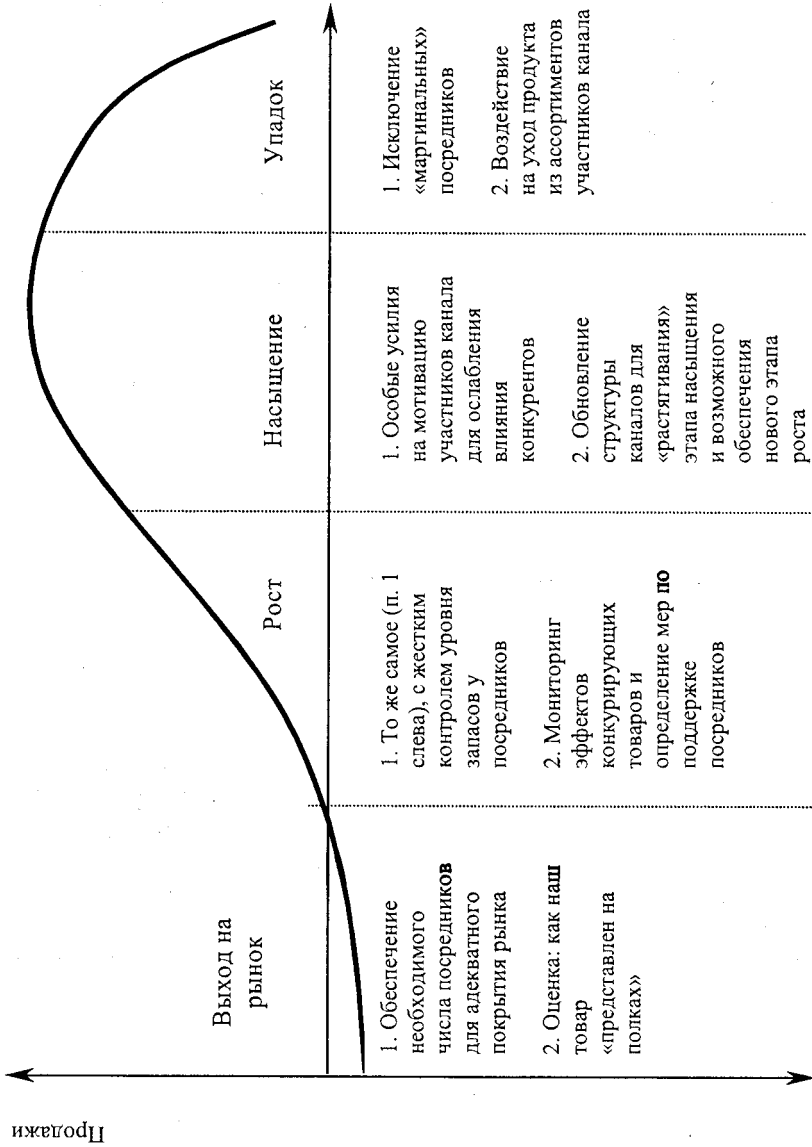 Продажи
Выход на
рынок
Рост
Насыщение
Упадок
1. Обеспечение
необходимого
числа посредников
для адекватного
покрытия рынка
2. Оценка: как наш
товар
«представлен на
полках»
1. То же самое (п. 1
слева), с жестким
контролем уровня
запасов у
посредников
2. Мониторинг
эффектов
конкурирующих
товаров и
определение мер по
поддержке
посредников
1. Особые усилия
на мотивацию
участников канала
для ослабления
влияния
конкурентов
2. Обновление
структуры
каналов для
«растягивания»
этапа насыщения
и возможного
обеспечения
нового этапа
роста
1. Исключение
«маргинальных»
посредников
2. Воздействие
на уход продукта
из ассортиментов
участников канала